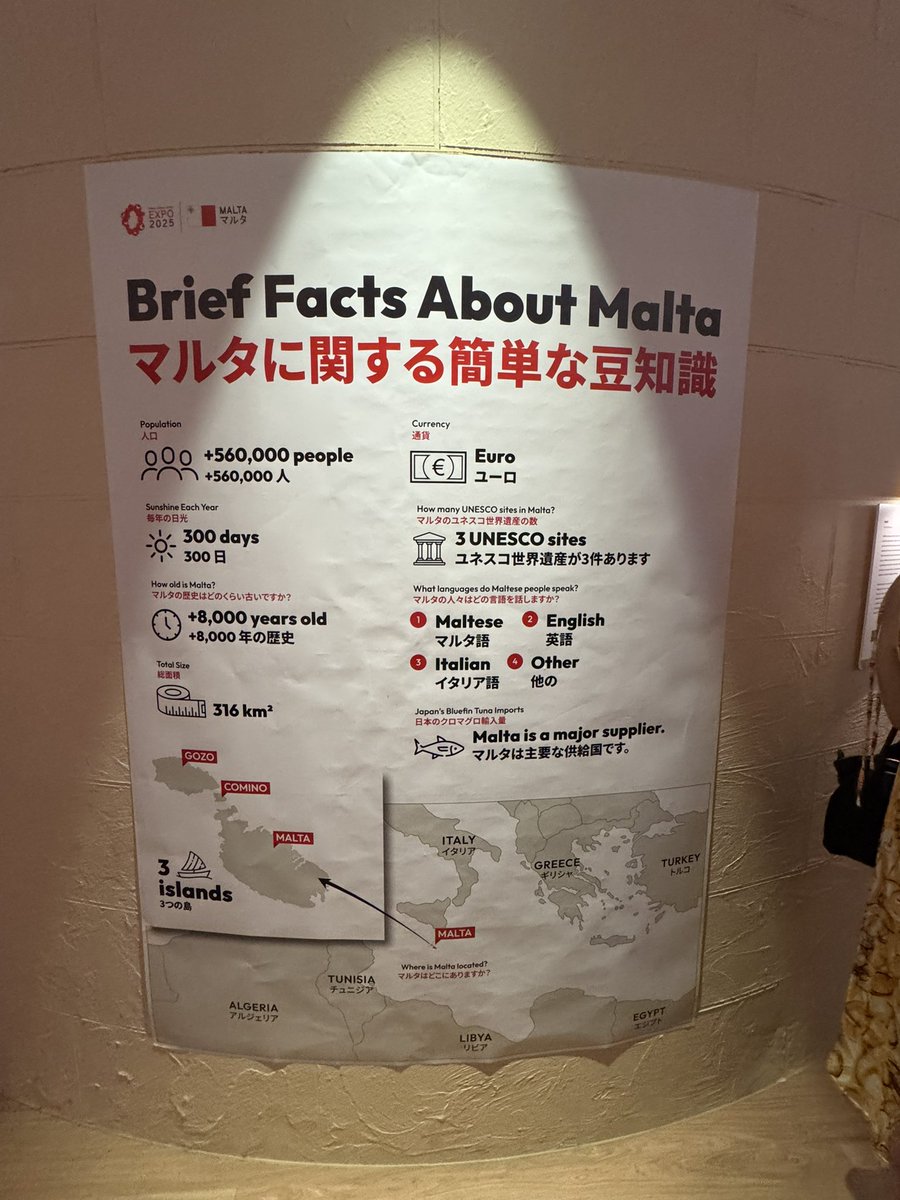 EXPO
2025
MALTA
マルタ
Brief Facts About Malta
マルタに関する簡単な豆知識
Population
人口
+560,000 people
+560,000 人
Sunshine Each Year
毎年の日光
300 days
300 日
How old is Malta?
マルタの歴史はどのくらい古いですか?
+8,000 years old
+8,000 年の歴史
Total Size
総面積
316 km²
Currency
通貨
Euro
ユーロ
How many UNESCO sites in Malta?
マルタのユネスコ世界遺産の数
3 UNESCO sites
ユネスコ世界遺産が3件あります
What languages do Maltese people speak?
マルタの人々はどの言語を話しますか?
1 Maltese
マルタ語
2 English
英語
3 Italian
イタリア語
4 Other
他の
Japan's Bluefin Tuna Imports
日本のクロマグロ輸入量
Malta is a major supplier.
マルタは主要な供給国です。
GOZO
COMINO
MALTA
3
islands
3つの島
ITALY
イタリア
GREECE
ギリシャ
TURKEY
トルコ
MALTA
Where is Malta located?
マルタはどこにありますか?
TUNISIA
チュニジア
ALGERIA
アルジェリア
LIBYA
リビア
EGYPT
エジプト